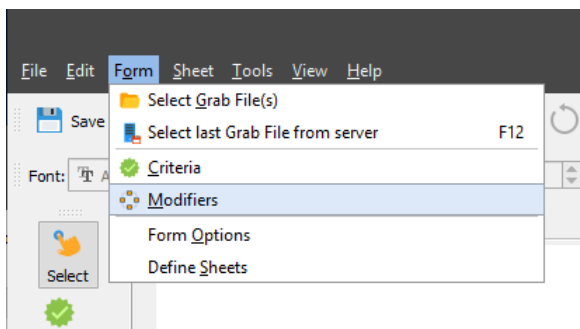 File Edit Form Sheet Tools View Help
Select Grab File(s)
Save
Select last Grab File from server F12
Criteria
Font:
Modifiers
Form Options
Select
Define Sheets